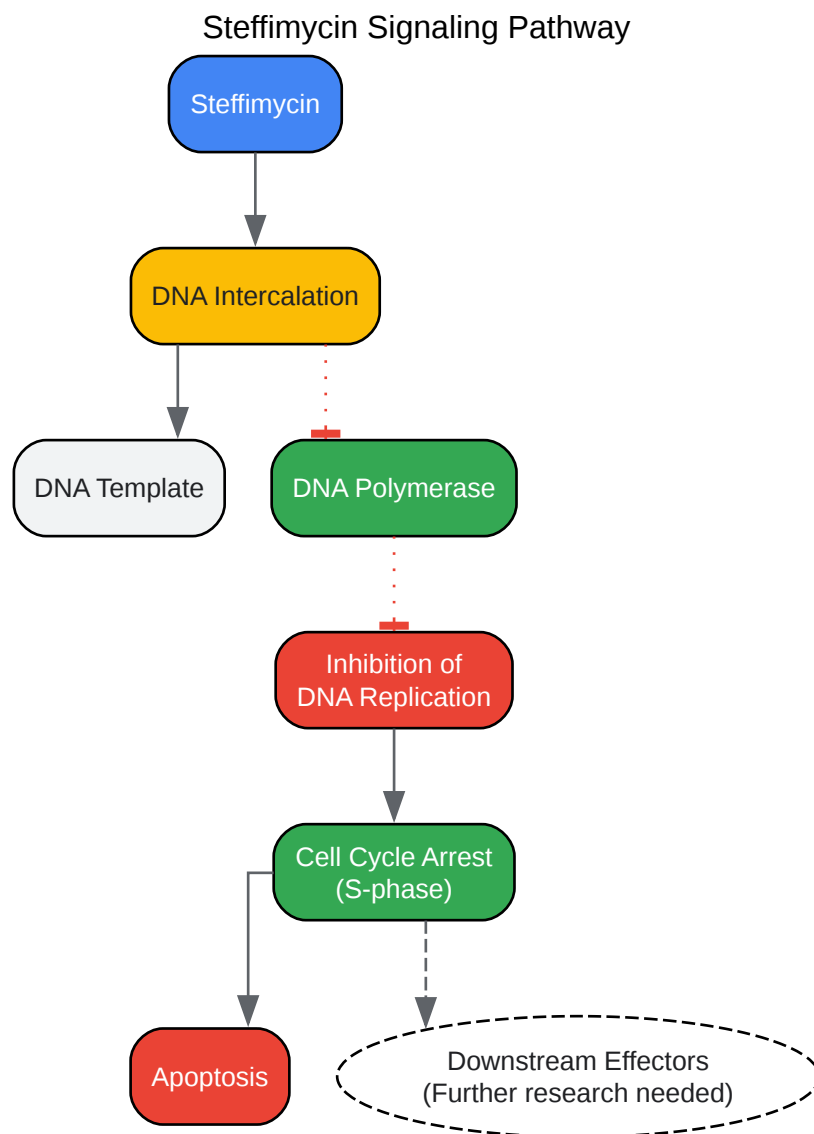 Steffimycin Signaling Pathway
Steffimycin
DNA Intercalation
DNA Template
DNA Polymerase
Inhibition of
DNA Replication
Cell Cycle Arrest
(S-phase)
Apoptosis
Downstream Effectors
(Further research needed)